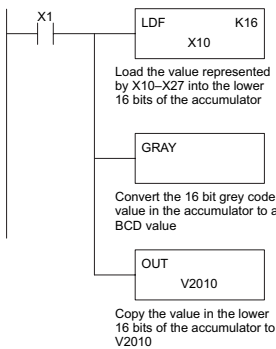 X1
LDF K16
X10
Load the value represented
by X10–X27 into the lower
16 bits of the accumulator
GRAY
Convert the 16 bit grey code
value in the accumulator to a
BCD value
OUT
V2010
Copy the value in the lower
16 bits of the accumulator to
V2010